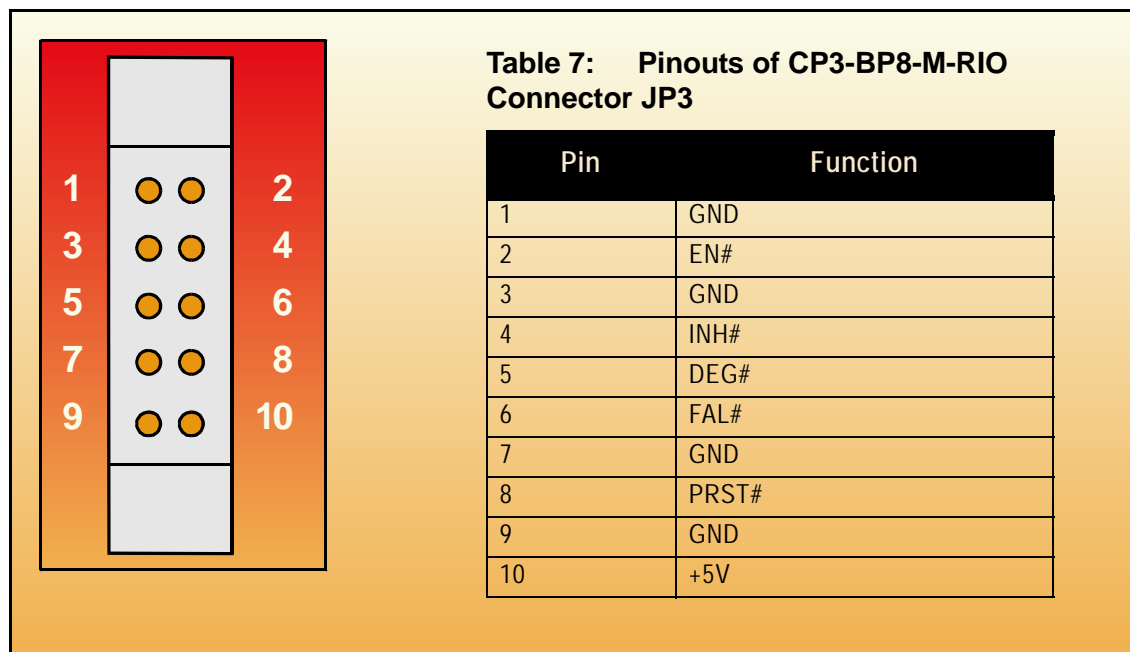 1 2
3 4
5 6
7 8
9 10
Table 7: Pinouts of CP3-BP8-M-RIO
Connector JP3
Pin Function
1 GND
2 EN#
3 GND
4 INH#
5 DEG#
6 FAL#
7 GND
8 PRST#
9 GND
10 +5V